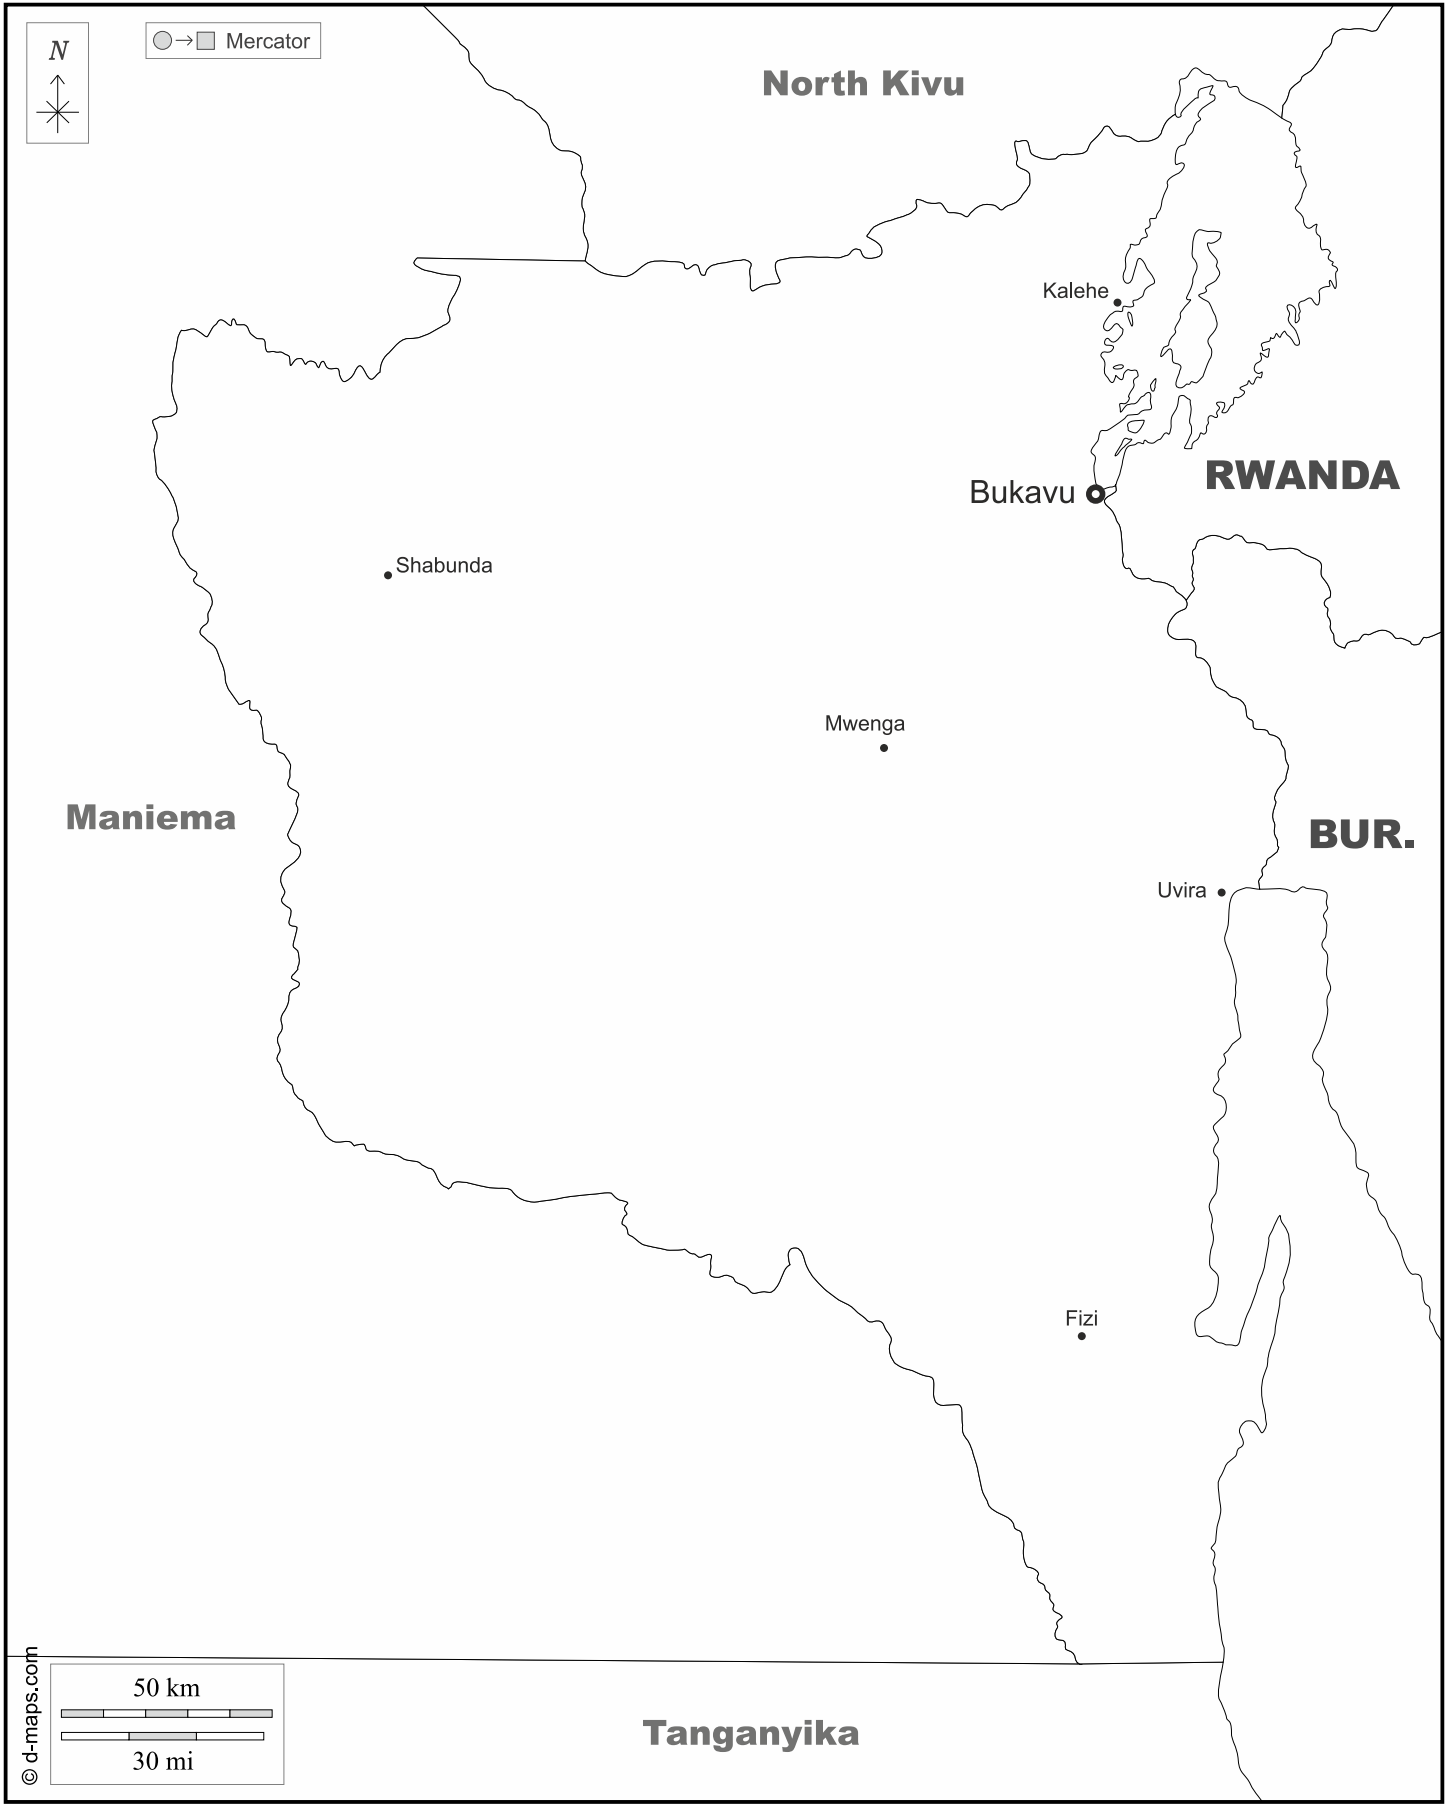 N
Mercator
North Kivu
Kalehe
RWANDA
Bukavu
Shabunda
Mwenga
Maniema
BUR.
Uvira
Fizi
© d-maps.com
50 km
30 mi
Tanganyika